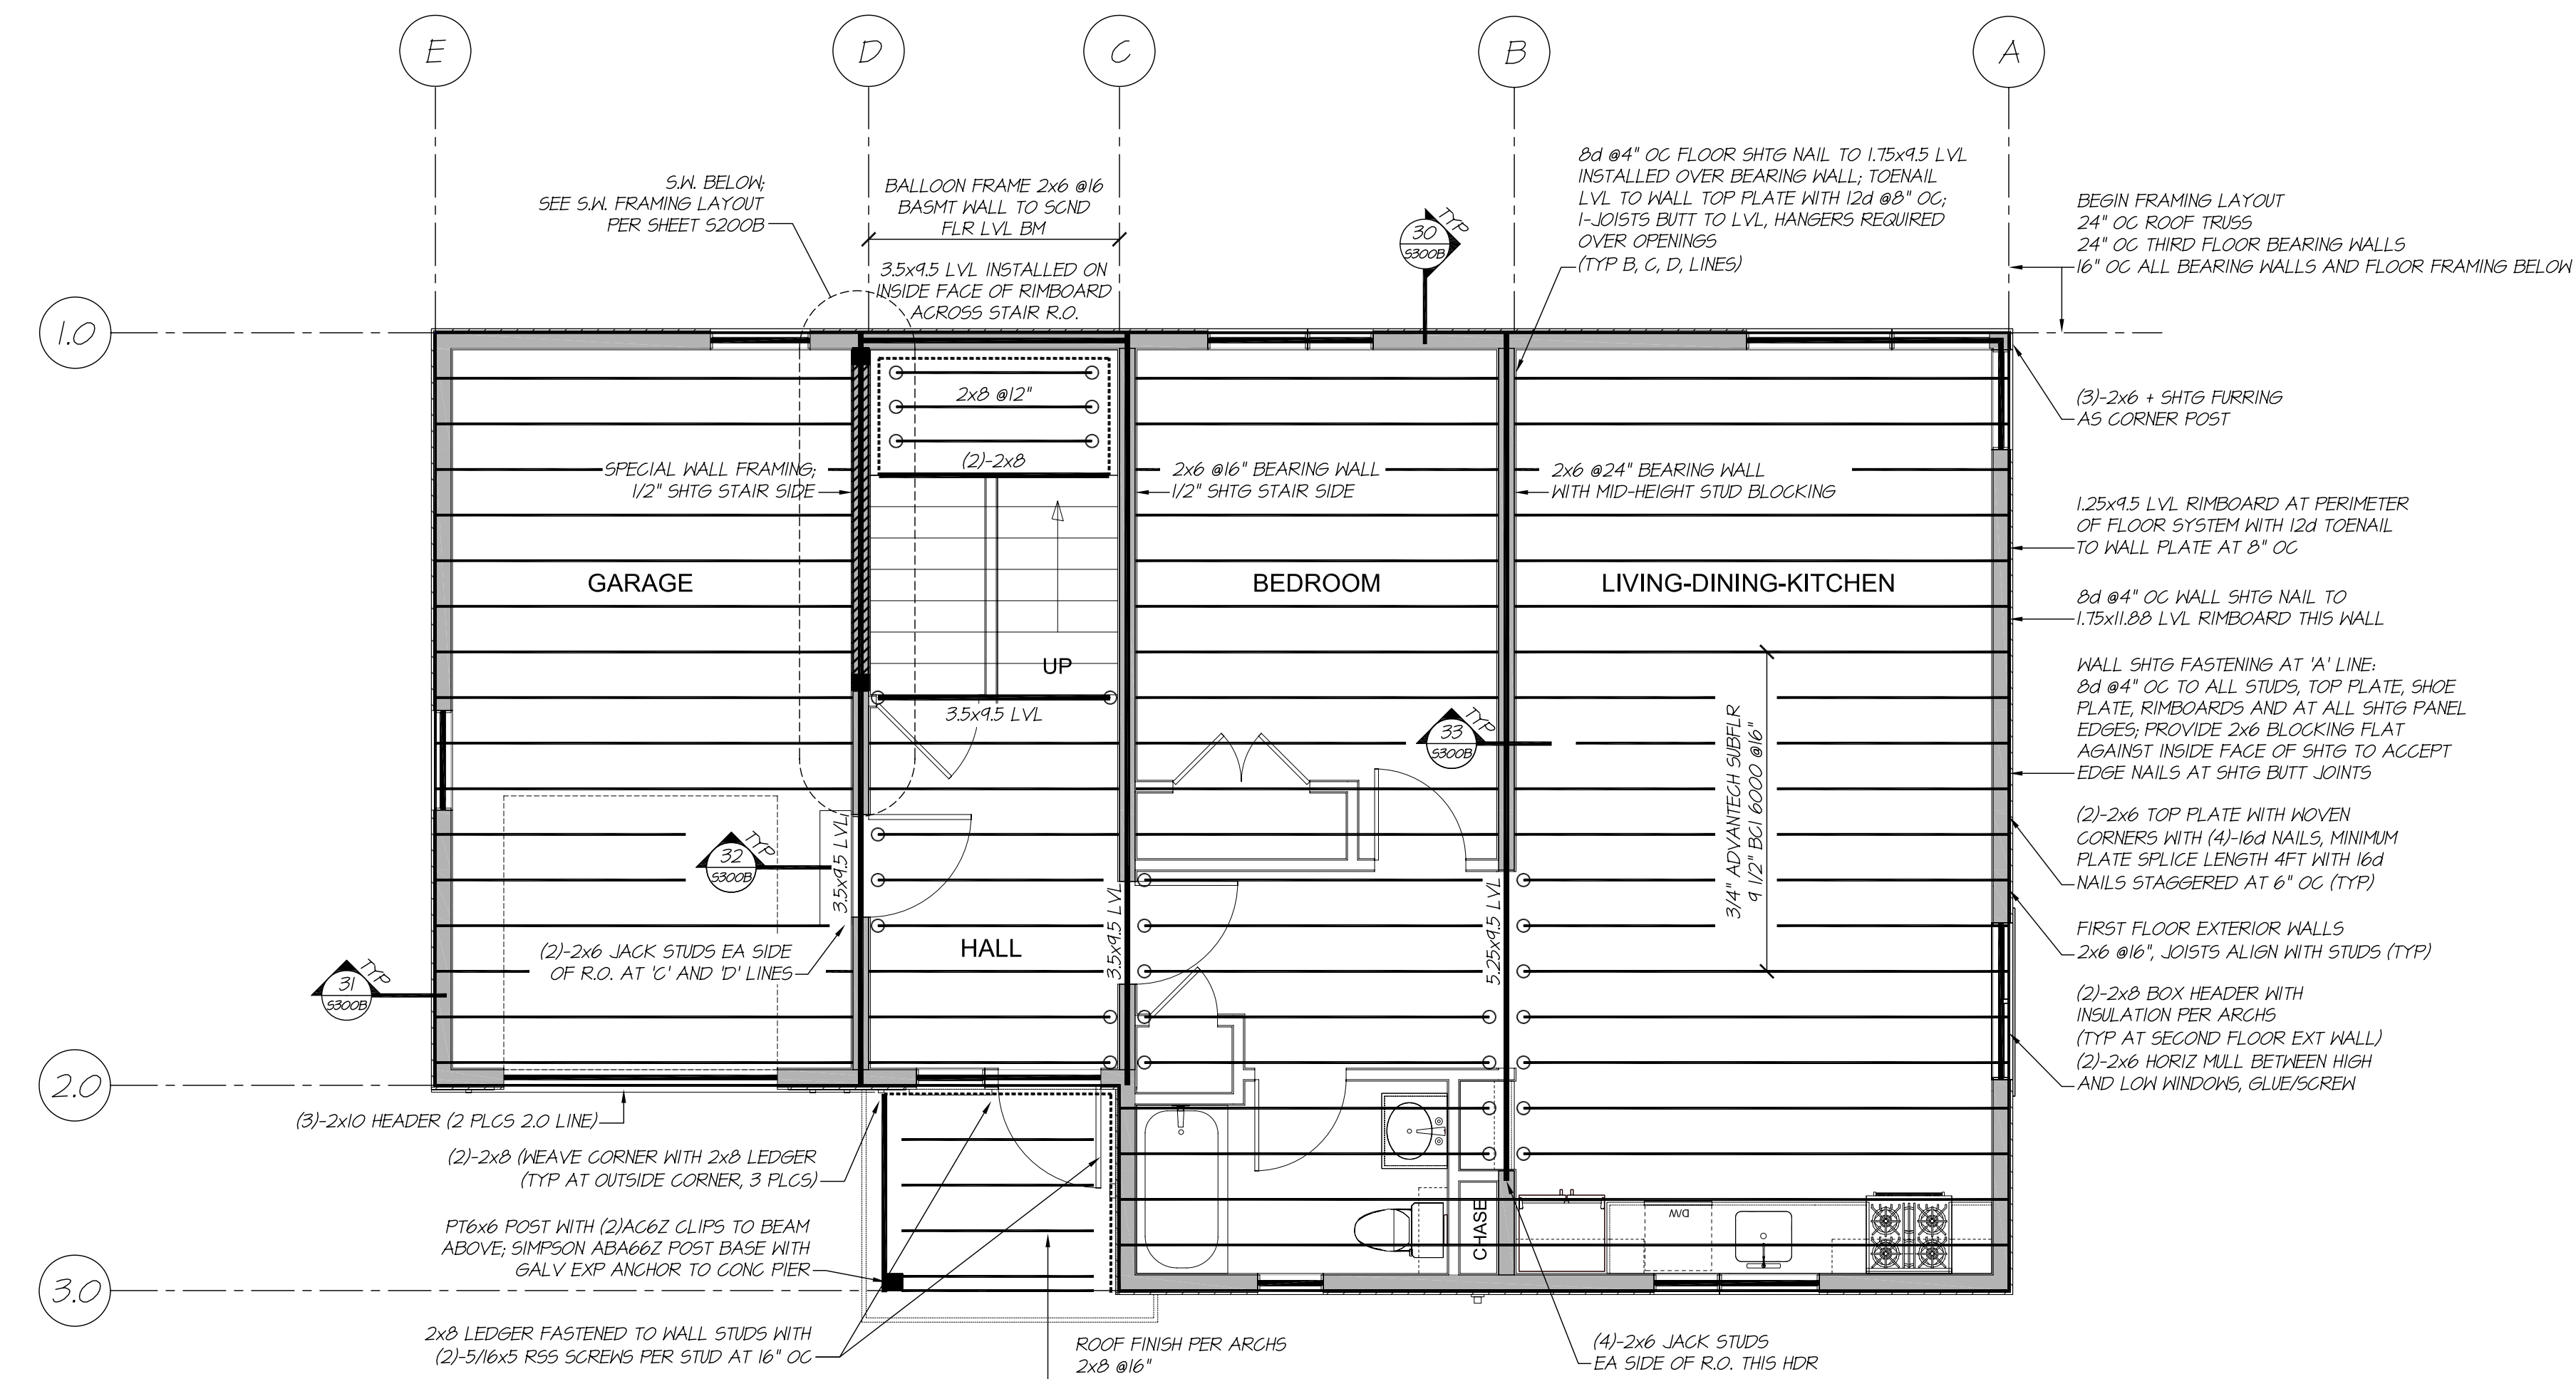 E
D
C
B
A
1.0
2.0
3.0
S.W. BELOW;
SEE S.W. FRAMING LAYOUT
PER SHEET S200B
BALLOON FRAME 2x6 @16
BASMT WALL TO SCND
FLR LVL BM
3.5x9.5 LVL INSTALLED ON
INSIDE FACE OF RIMBOARD
ACROSS STAIR R.O.
30
S300B
TYP
8d @4" OC FLOOR SHTG NAIL TO 1.75x9.5 LVL
INSTALLED OVER BEARING WALL; TOENAIL
LVL TO WALL TOP PLATE WITH 12d @8" OC;
I-JOISTS BUTT TO LVL, HANGERS REQUIRED
OVER OPENINGS
(TYP B, C, D, LINES)
BEGIN FRAMING LAYOUT
24" OC ROOF TRUSS
24" OC THIRD FLOOR BEARING WALLS
16" OC ALL BEARING WALLS AND FLOOR FRAMING BELOW
(3)-2x6 + SHTG FURRING
AS CORNER POST
1.25x9.5 LVL RIMBOARD AT PERIMETER
OF FLOOR SYSTEM WITH 12d TOENAIL
TO WALL PLATE AT 8" OC
8d @4" OC WALL SHTG NAIL TO
1.75x11.88 LVL RIMBOARD THIS WALL
WALL SHTG FASTENING AT 'A' LINE:
8d @4" OC TO ALL STUDS, TOP PLATE, SHOE
PLATE, RIMBOARDS AND AT ALL SHTG PANEL
EDGES; PROVIDE 2x6 BLOCKING FLAT
AGAINST INSIDE FACE OF SHTG TO ACCEPT
EDGE NAILS AT SHTG BUTT JOINTS
(2)-2x6 TOP PLATE WITH WOVEN
CORNERS WITH (4)-16d NAILS, MINIMUM
PLATE SPLICE LENGTH 4FT WITH 16d
NAILS STAGGERED AT 6" OC (TYP)
FIRST FLOOR EXTERIOR WALLS
2x6 @16", JOISTS ALIGN WITH STUDS (TYP)
(2)-2x8 BOX HEADER WITH
INSULATION PER ARCHS
(TYP AT SECOND FLOOR EXT WALL)
(2)-2x6 HORIZ MULL BETWEEN HIGH
AND LOW WINDOWS, GLUE/SCREW
2x8 @12"
(2)-2x8
SPECIAL WALL FRAMING;
1/2" SHTG STAIR SIDE
2x6 @16" BEARING WALL
1/2" SHTG STAIR SIDE
2x6 @24" BEARING WALL
WITH MID-HEIGHT STUD BLOCKING
GARAGE
BEDROOM
LIVING-DINING-KITCHEN
UP
3.5x9.5 LVL
33
S300B
TYP
3/4" ADVANTECH SUBFLR
9 1/2" BCI 6000 @16"
32
S300B
TYP
3.5x9.5 LVL
3.5x9.5 LVL
5.25x9.5 LVL
HALL
(2)-2x6 JACK STUDS EA SIDE
OF R.O. AT 'C' AND 'D' LINES
31
S300B
TYP
(3)-2x10 HEADER (2 PLCS 2.0 LINE)
(2)-2x8 (WEAVE CORNER WITH 2x8 LEDGER
(TYP AT OUTSIDE CORNER, 3 PLCS)
PT6x6 POST WITH (2)AC6Z CLIPS TO BEAM
ABOVE; SIMPSON ABA66Z POST BASE WITH
GALV EXP ANCHOR TO CONC PIER
2x8 LEDGER FASTENED TO WALL STUDS WITH
(2)-5/16x5 RSS SCREWS PER STUD AT 16" OC
CHASE
D/W
ROOF FINISH PER ARCHS
2x8 @16"
(4)-2x6 JACK STUDS
EA SIDE OF R.O. THIS HDR